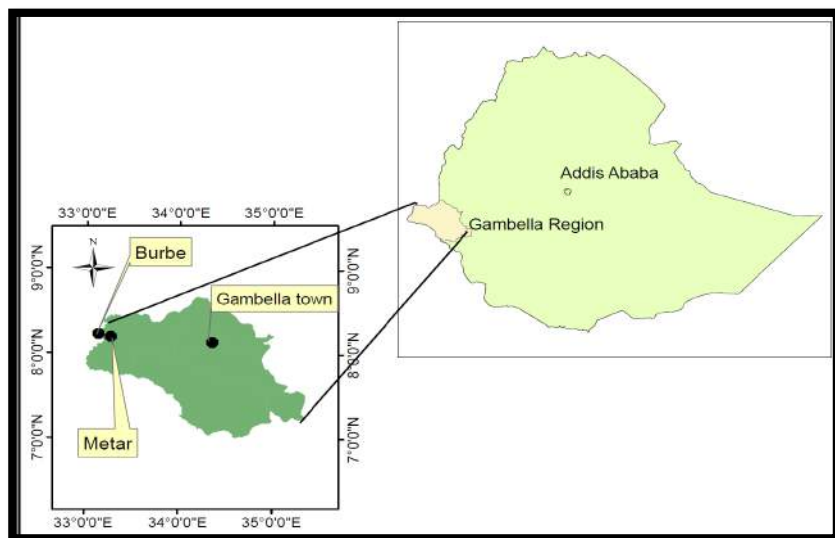 Addis Ababa
Gambella Region
33°0'0"E 34°0'0"E 35°0'0"E
N
Burbe
Gambella town
Metar
9°0'0"N
8°0'0"N
7°0'0"N
9°0'0"N
8°0'0"N
7°0'0"N
33°0'0"E 34°0'0"E 35°0'0"E